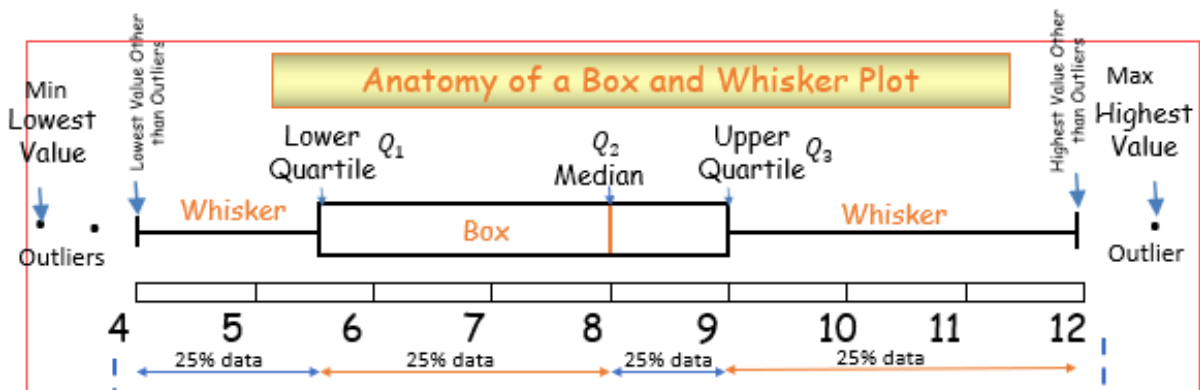 Anatomy of a Box and Whisker Plot
Min
Lowest
Value
Lowest Value Other
than Outliers
Lower
Quartile Q₁
Q₂
Median
Upper
Quartile Q₃
Highest Value Other
than Outliers
Max
Highest
Value
Whisker
Box
Whisker
Outliers
Outlier
4 5 6 7 8 9 10 11 12
25% data 25% data 25% data 25% data